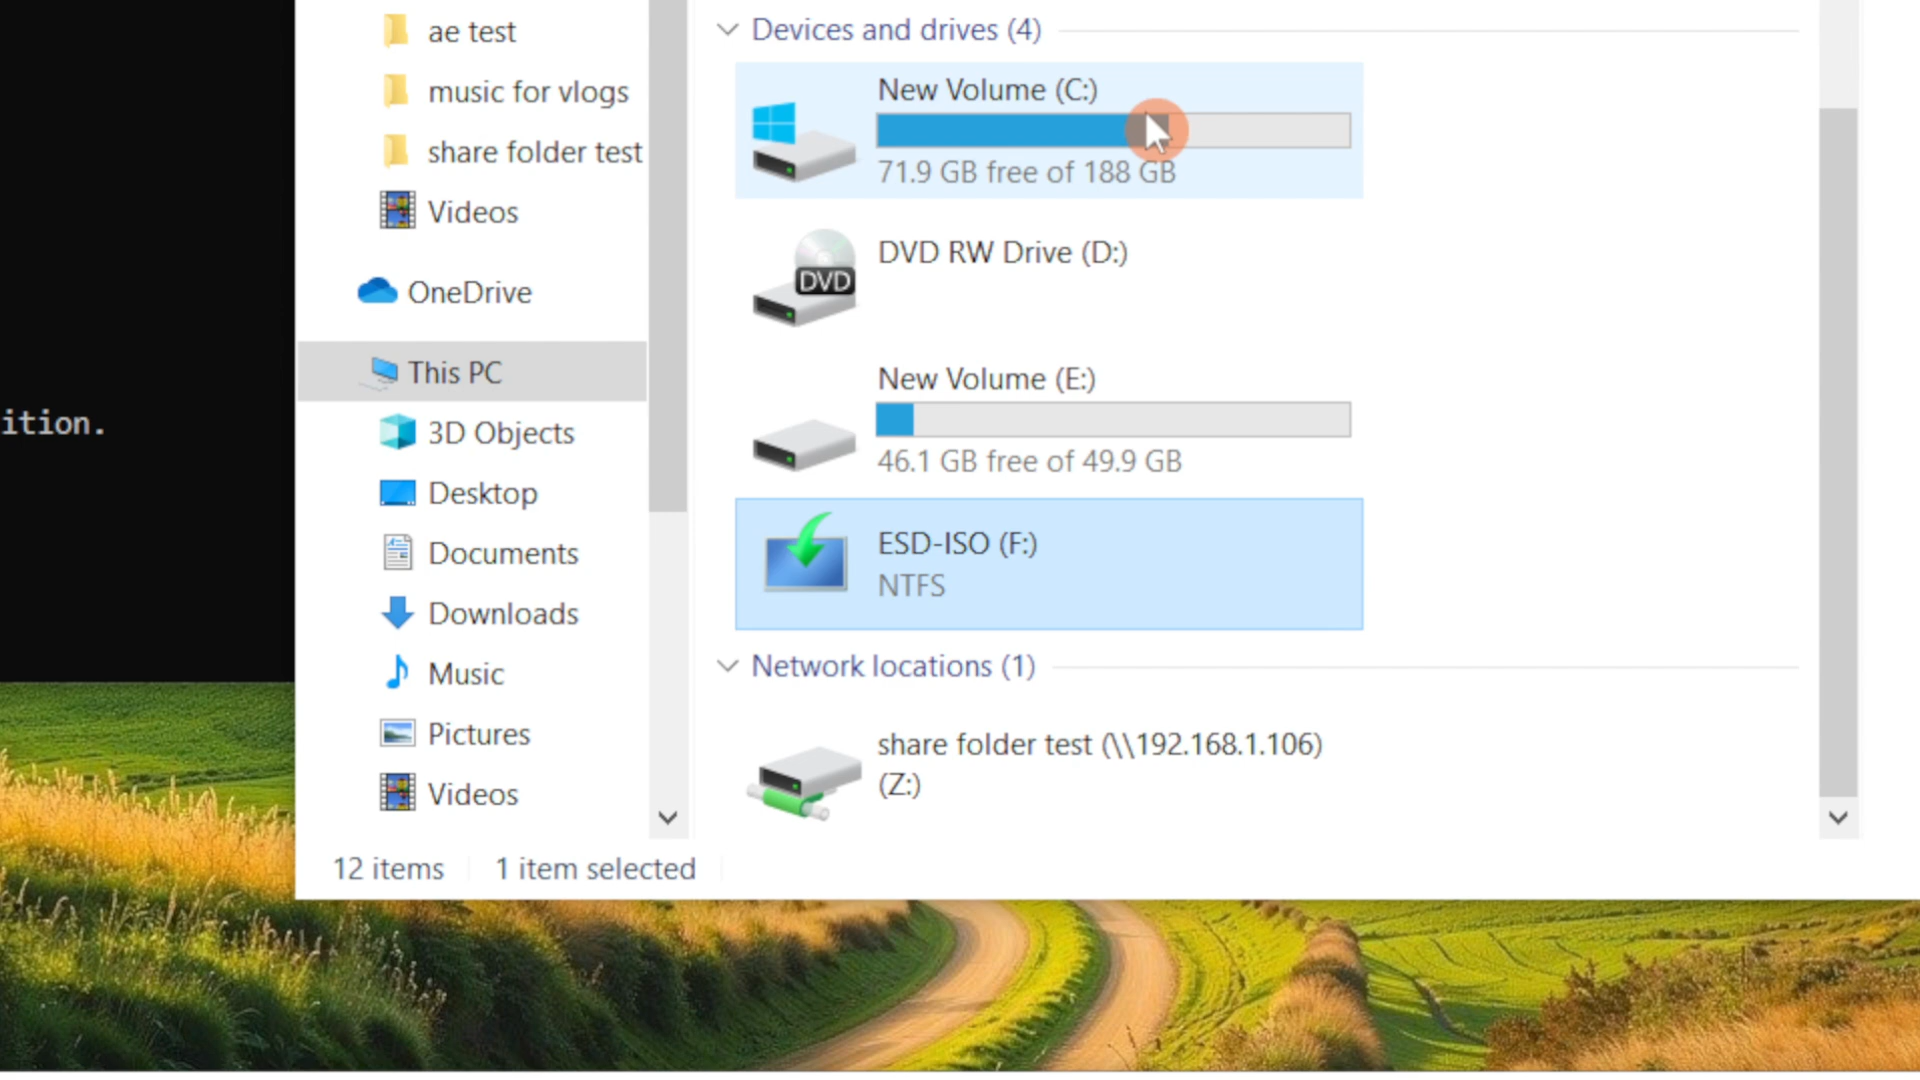 ition.
ae test
music for vlogs
share folder test
Videos
OneDrive
This PC
3D Objects
Desktop
Documents
Downloads
Music
Pictures
Videos
Devices and drives (4)
New Volume (C:)
71.9 GB free of 188 GB
DVD RW Drive (D:)
DVD
New Volume (E:)
46.1 GB free of 49.9 GB
ESD-ISO (F:)
NTFS
Network locations (1)
share folder test (\\192.168.1.106)
(Z:)
12 items
1 item selected